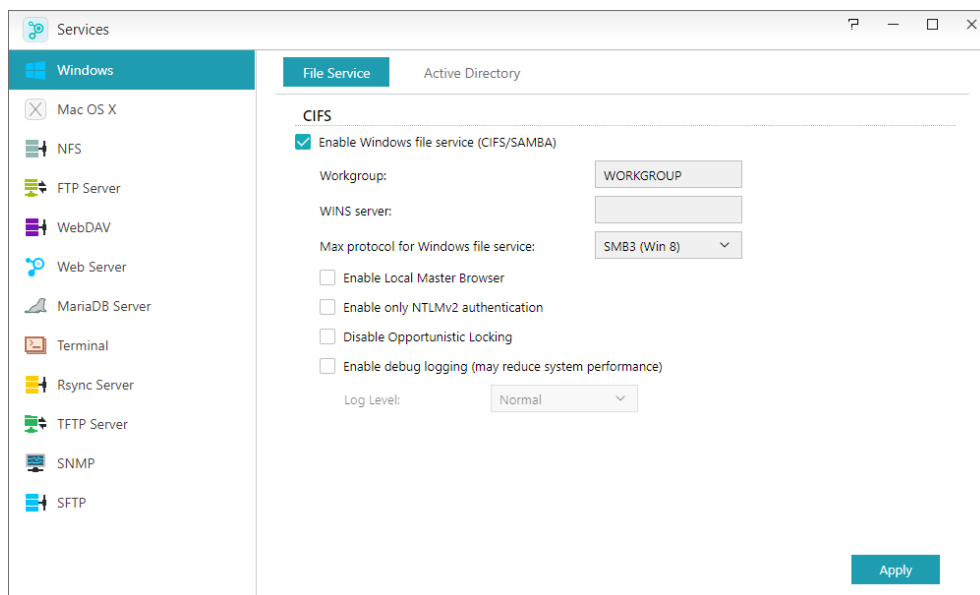 Services
Windows
Mac OS X
NFS
FTP Server
WebDAV
Web Server
MariaDB Server
Terminal
Rsync Server
TFTP Server
SNMP
SFTP
File Service Active Directory
CIFS
Enable Windows file service (CIFS/SAMBA)
Workgroup: WORKGROUP
WINS server:
Max protocol for Windows file service: SMB3 (Win 8)
Enable Local Master Browser
Enable only NTLMv2 authentication
Disable Opportunistic Locking
Enable debug logging (may reduce system performance)
Log Level: Normal
Apply